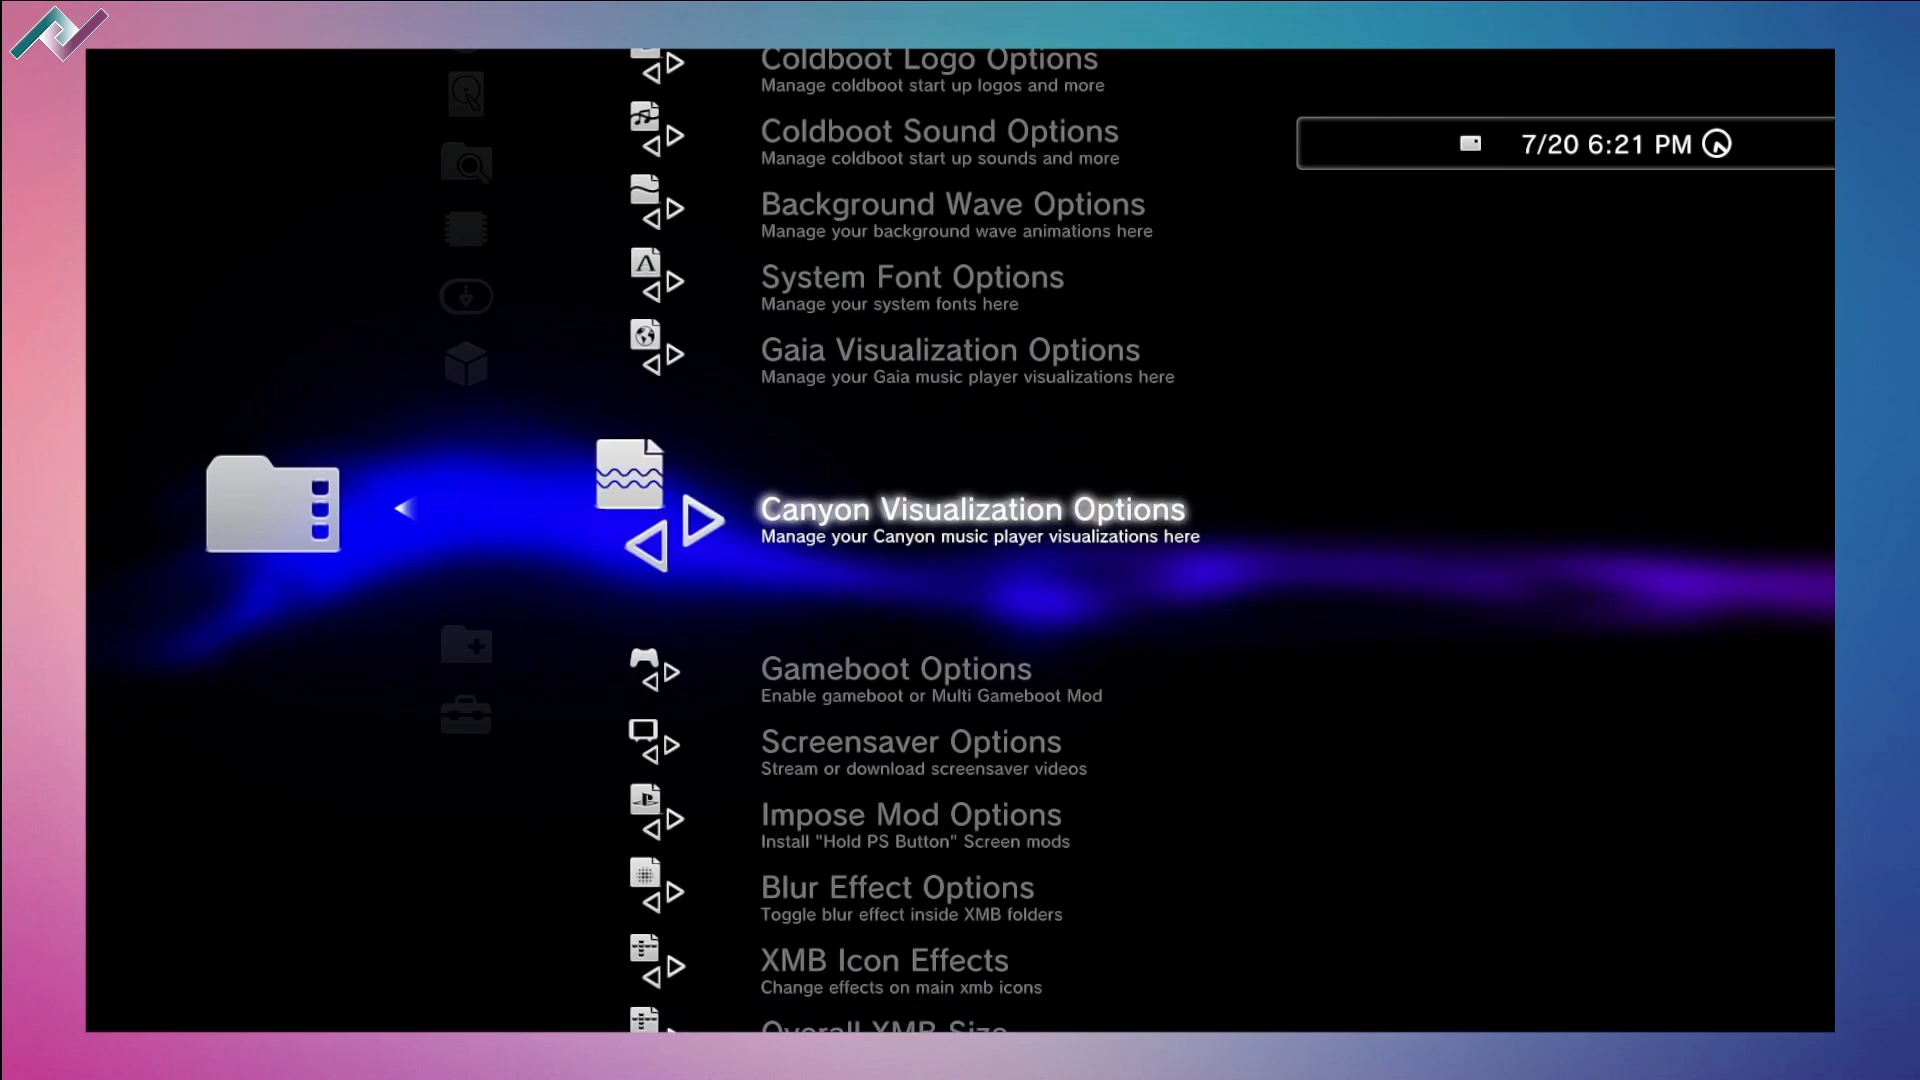 Coldboot Logo Options
Manage coldboot start up logos and more
Coldboot Sound Options
Manage coldboot start up sounds and more
7/20 6:21 PM
Background Wave Options
Manage your background wave animations here
System Font Options
Manage your system fonts here
Gaia Visualization Options
Manage your Gaia music player visualizations here
Canyon Visualization Options
Manage your Canyon music player visualizations here
Gameboot Options
Enable gameboot or Multi Gameboot Mod
Screensaver Options
Stream or download screensaver videos
Impose Mod Options
Install "Hold PS Button" Screen mods
Blur Effect Options
Toggle blur effect inside XMB folders
XMB Icon Effects
Change effects on main xmb icons
Overall XMB Size